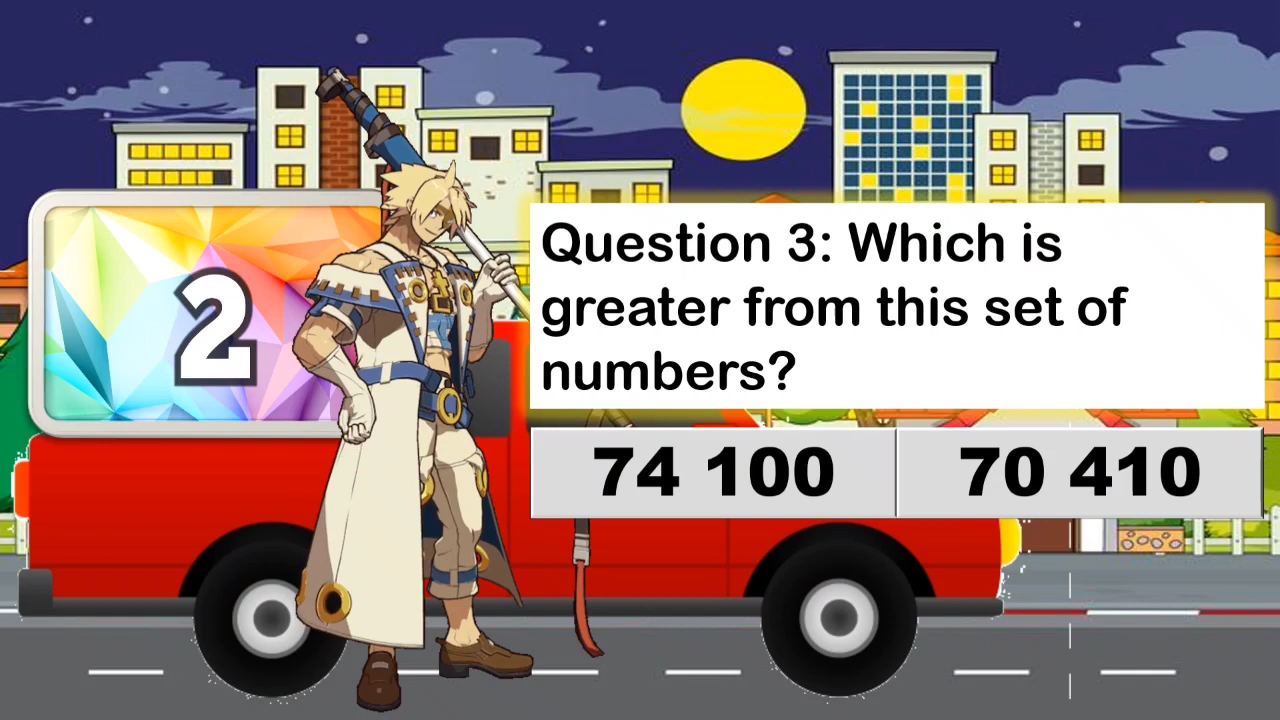 2
Question 3: Which is
greater from this set of
numbers?
74 100
70 410